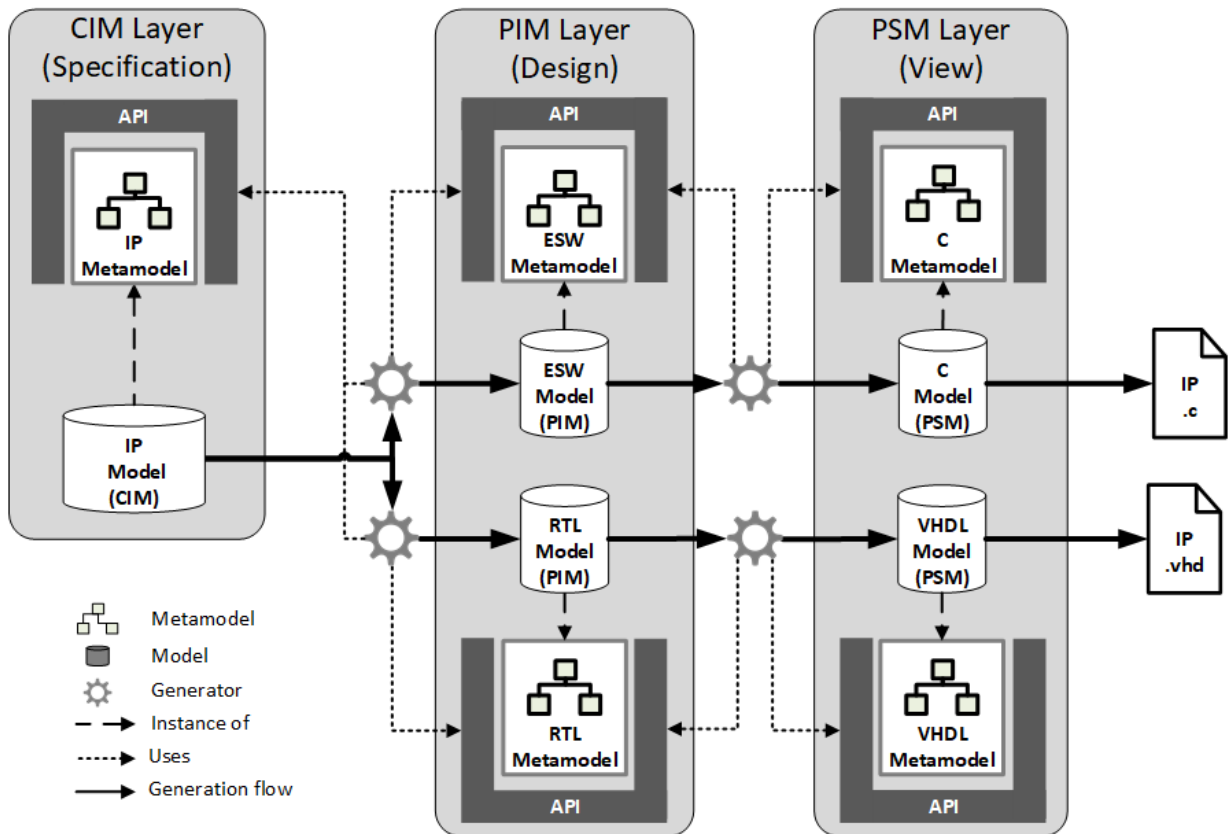 CIM Layer
(Specification)
API
IP
Metamodel
IP
Model
(CIM)
PIM Layer
(Design)
API
ESW
Metamodel
ESW
Model
(PIM)
RTL
Model
(PIM)
RTL
Metamodel
API
PSM Layer
(View)
API
C
Metamodel
C
Model
(PSM)
VHDL
Model
(PSM)
VHDL
Metamodel
API
IP
.c
IP
.vhd
Metamodel
Model
Generator
Instance of
Uses
Generation flow